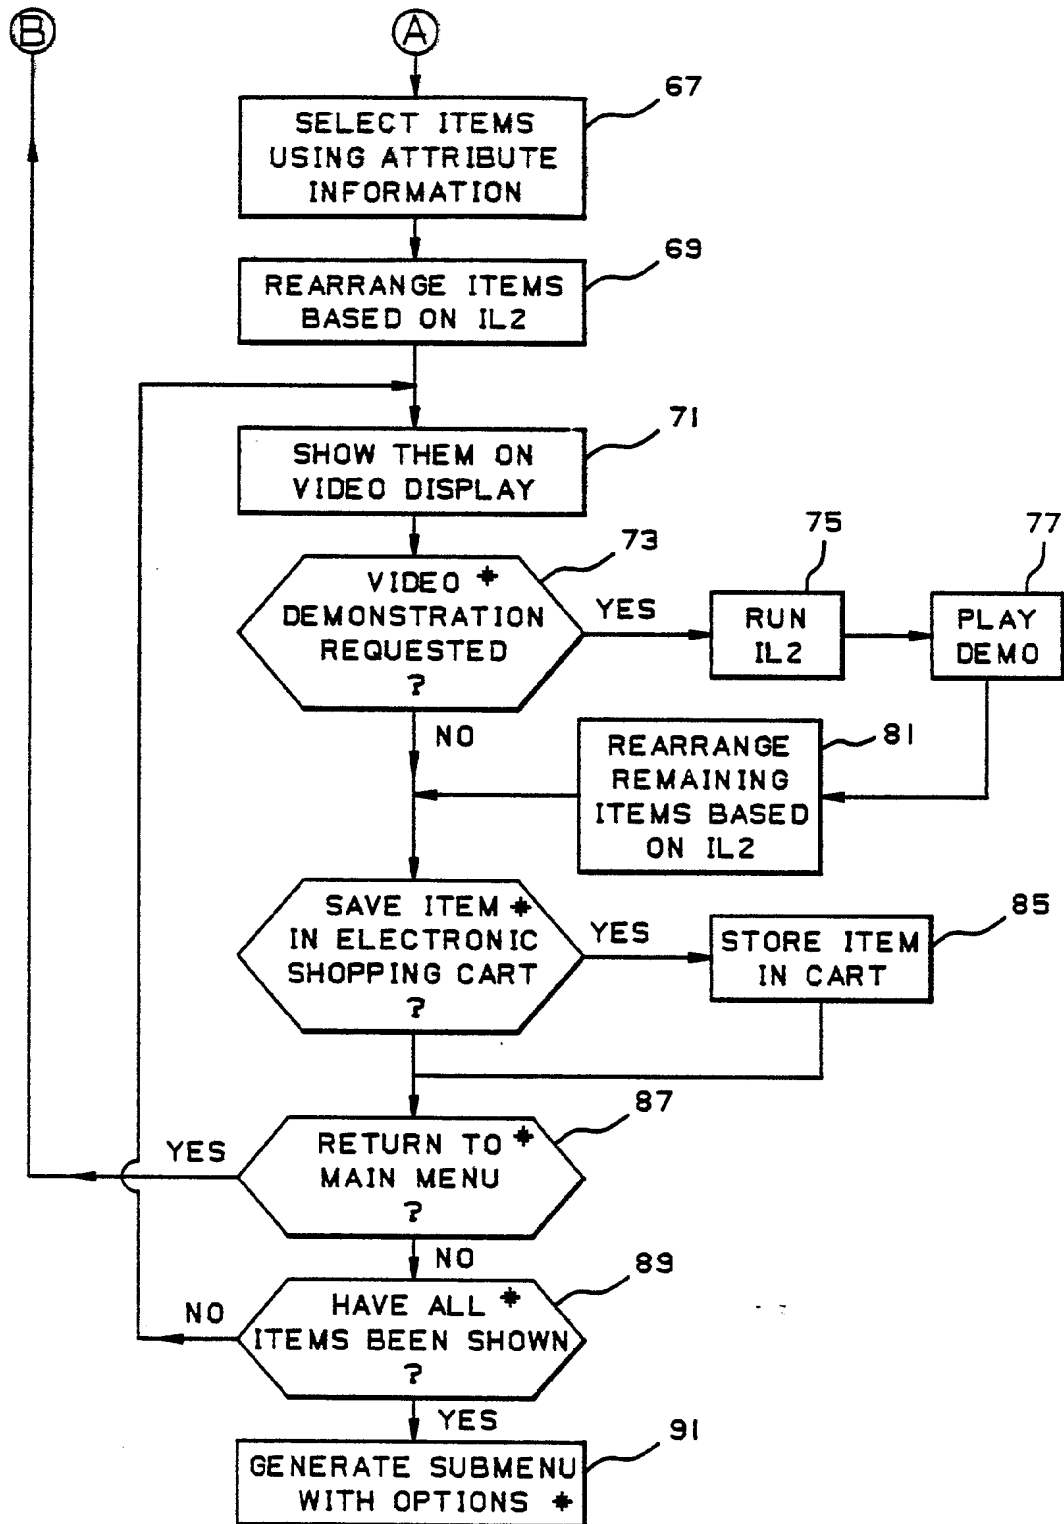 B
A
67
SELECT ITEMS
USING ATTRIBUTE
INFORMATION
69
REARRANGE ITEMS
BASED ON IL2
71
SHOW THEM ON
VIDEO DISPLAY
73
VIDEO *
DEMONSTRATION
REQUESTED
?
YES
75
RUN
IL2
77
PLAY
DEMO
NO
81
REARRANGE
REMAINING
ITEMS BASED
ON IL2
SAVE ITEM *
IN ELECTRONIC
SHOPPING CART
?
YES
85
STORE ITEM
IN CART
87
RETURN TO *
MAIN MENU
?
YES
NO
89
HAVE ALL *
ITEMS BEEN SHOWN
?
NO
YES
91
GENERATE SUBMENU
WITH OPTIONS *